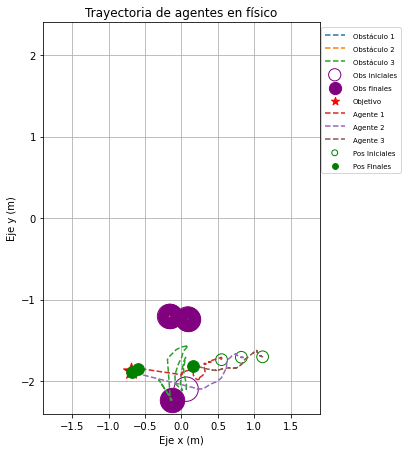 Trayectoria de agentes en físico
Obstáculo 1
Obstáculo 2
Obstáculo 3
Obs iniciales
Obs finales
Objetivo
Agente 1
Agente 2
Agente 3
Pos Iniciales
Pos Finales
Eje y (m)
2
1
0
−1
−2
−1.5
−1.0
−0.5
0.0
0.5
1.0
1.5
Eje x (m)